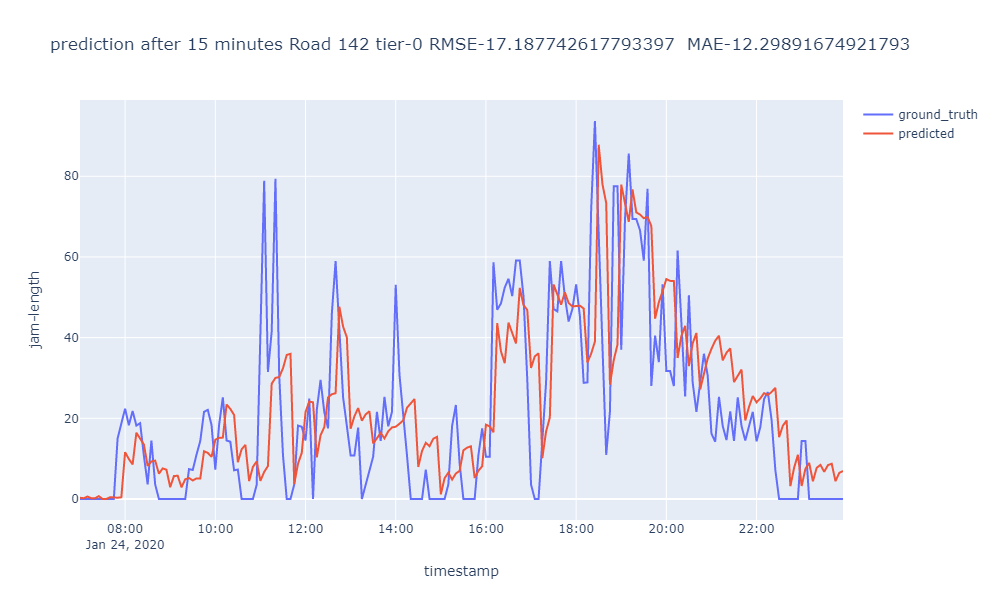 prediction after 15 minutes Road 142 tier-0 RMSE-17.187742617793397 MAE-12.29891674921793
ground_truth
predicted
jam-length
80
60
40
20
0
08:00 10:00 12:00 14:00 16:00 18:00 20:00 22:00
Jan 24, 2020
timestamp